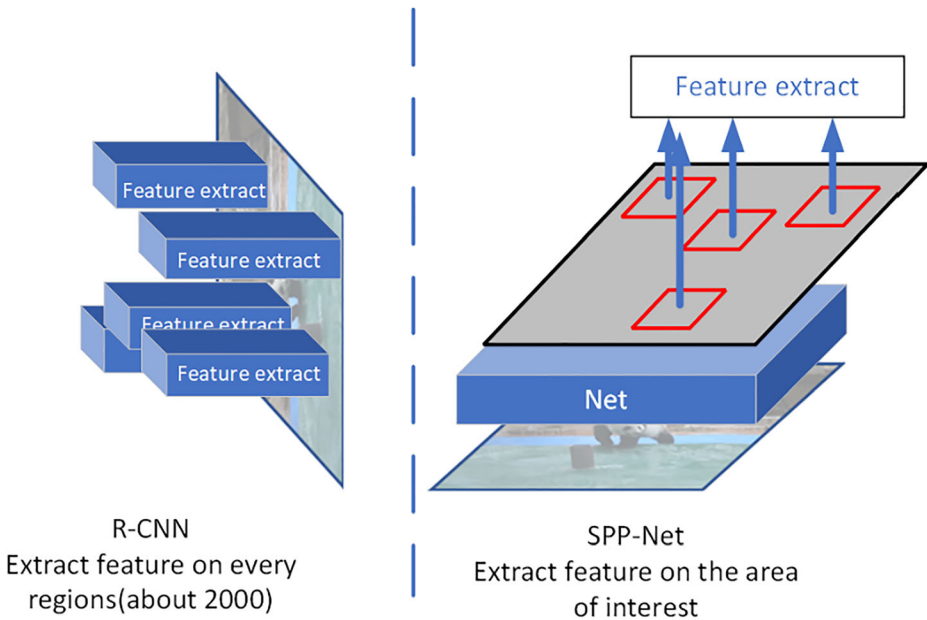 Feature extract
Feature extract
Feature extract
Feature extract
R-CNN
Extract feature on every
regions(about 2000)
Feature extract
Net
SPP-Net
Extract feature on the area
of interest